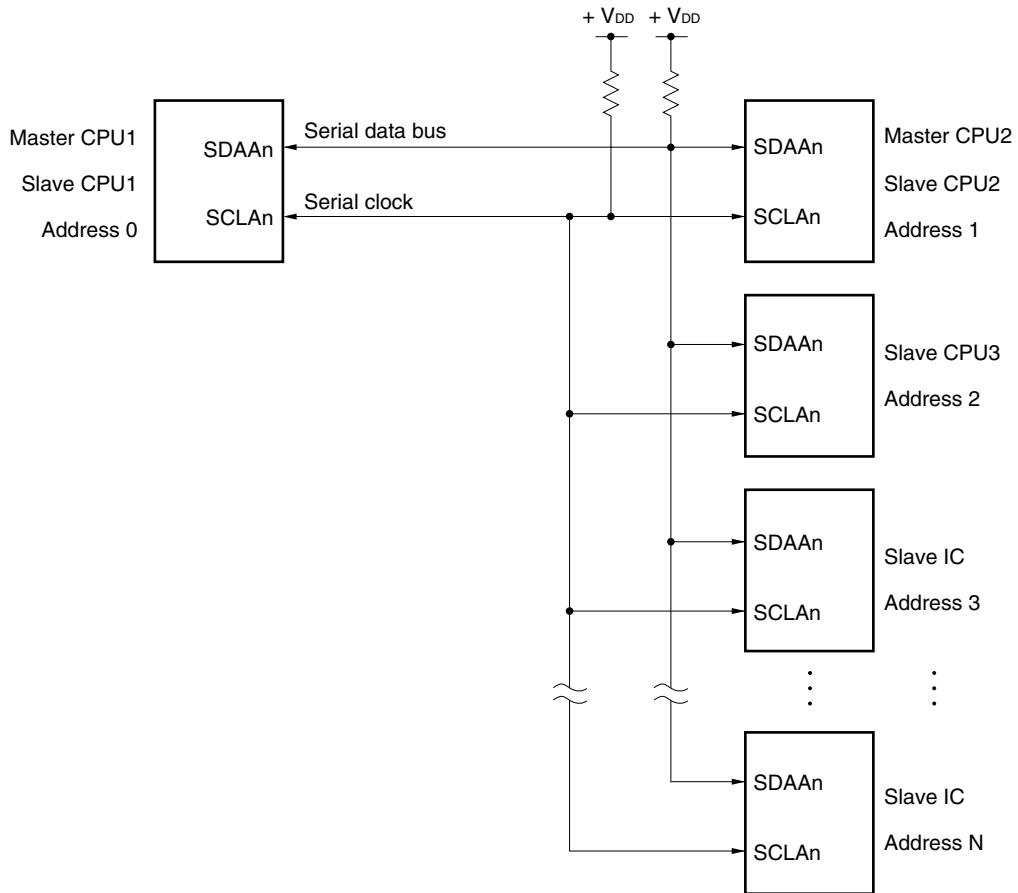 + VDD
+ VDD
Master CPU1
Slave CPU1
Address 0
SDAAn
SCLAn
Serial data bus
Serial clock
SDAAn
SCLAn
Master CPU2
Slave CPU2
Address 1
SDAAn
SCLAn
Slave CPU3
Address 2
SDAAn
SCLAn
Slave IC
Address 3
SDAAn
SCLAn
Slave IC
Address N